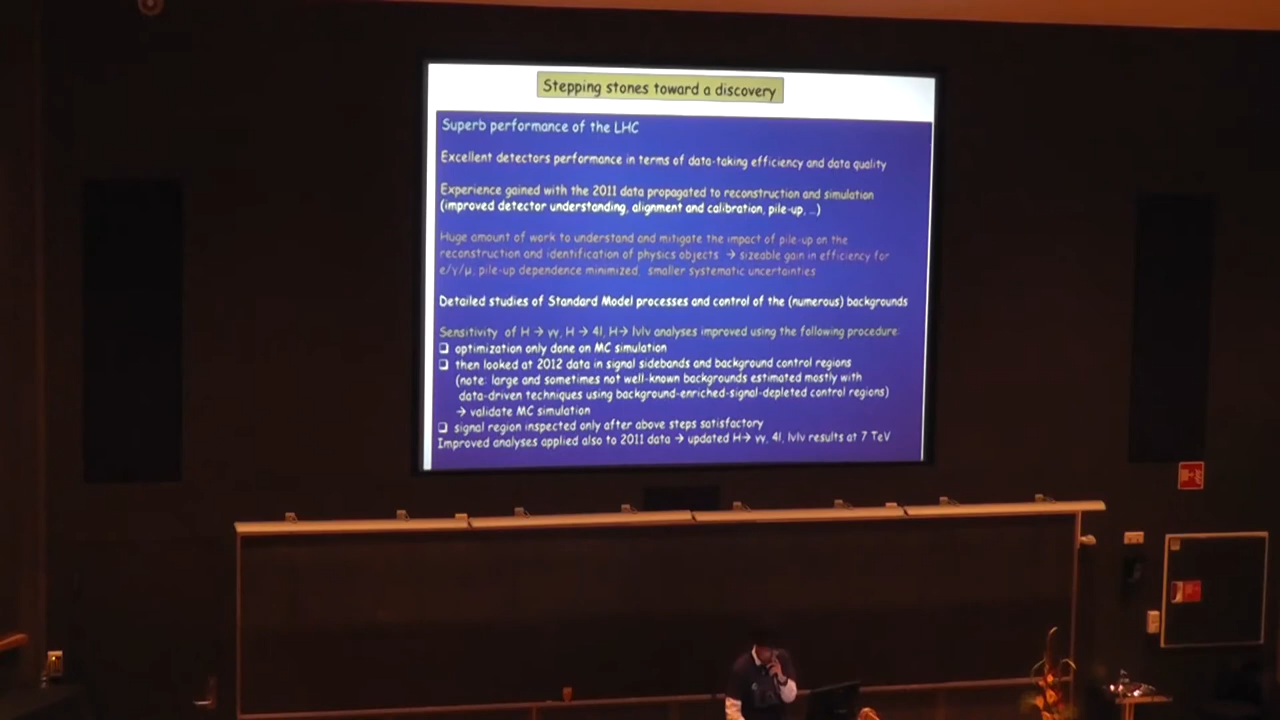 Stepping stones toward a discovery
Superb performance of the LHC
Excellent detectors performance in terms of data-taking efficiency and data quality
Experience gained with the 2011 data propagated to reconstruction and simulation
(improved detector understanding, alignment and calibration, pile-up, …)
Huge amount of work to understand and mitigate the impact of pile-up on the
reconstruction and identification of physics objects → sizeable gain in efficiency for
e/γ/μ, pile-up dependence minimized, smaller systematic uncertainties
Detailed studies of Standard Model processes and control of the (numerous) backgrounds
Sensitivity of H → γγ, H → 4l, H→ lνlν analyses improved using the following procedure:
❑ optimization only done on MC simulation
❑ then looked at 2012 data in signal sidebands and background control regions
(note: large and sometimes not well-known backgrounds estimated mostly with
data-driven techniques using background-enriched-signal-depleted control regions)
→ validate MC simulation
❑ signal region inspected only after above steps satisfactory
Improved analyses applied also to 2011 data → updated H→ γγ, 4l, lνlν results at 7 TeV